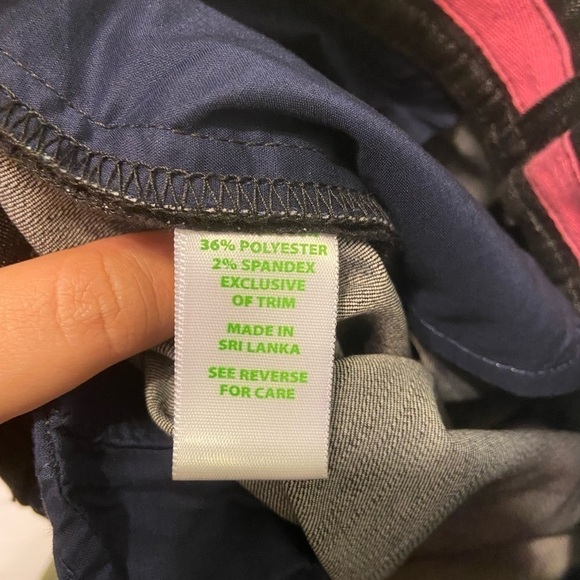 36% POLYESTER
2% SPANDEX
EXCLUSIVE
OF TRIM
MADE IN
SRI LANKA
SEE REVERSE
FOR CARE